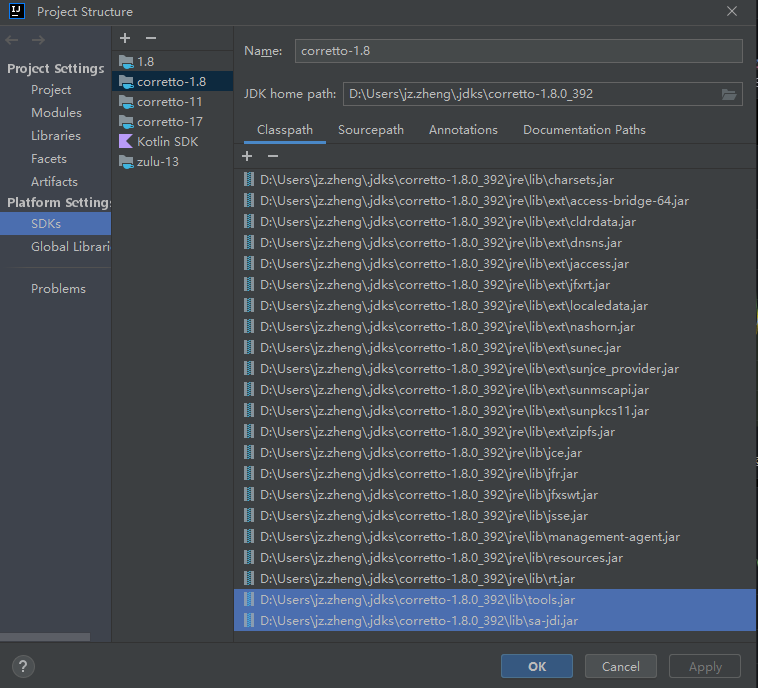 IJ
Project Structure
Project Settings
Project
Modules
Libraries
Facets
Artifacts
Platform Setting
SDKs
Global Librari
Problems
1.8
corretto-1.8
corretto-11
corretto-17
Kotlin SDK
zulu-13
Name: corretto-1.8
JDK home path: D:\Users\jz.zheng\.jdks\corretto-1.8.0_392
Classpath Sourcepath Annotations Documentation Paths
D:\Users\jz.zheng\.jdks\corretto-1.8.0_392\jre\lib\charsets.jar
D:\Users\jz.zheng\.jdks\corretto-1.8.0_392\jre\lib\ext\access-bridge-64.jar
D:\Users\jz.zheng\.jdks\corretto-1.8.0_392\jre\lib\ext\cldrdata.jar
D:\Users\jz.zheng\.jdks\corretto-1.8.0_392\jre\lib\ext\dnsns.jar
D:\Users\jz.zheng\.jdks\corretto-1.8.0_392\jre\lib\ext\jaccess.jar
D:\Users\jz.zheng\.jdks\corretto-1.8.0_392\jre\lib\ext\jfxrt.jar
D:\Users\jz.zheng\.jdks\corretto-1.8.0_392\jre\lib\ext\localedata.jar
D:\Users\jz.zheng\.jdks\corretto-1.8.0_392\jre\lib\ext\nashorn.jar
D:\Users\jz.zheng\.jdks\corretto-1.8.0_392\jre\lib\ext\sunec.jar
D:\Users\jz.zheng\.jdks\corretto-1.8.0_392\jre\lib\ext\sunjce_provider.jar
D:\Users\jz.zheng\.jdks\corretto-1.8.0_392\jre\lib\ext\sunmscapi.jar
D:\Users\jz.zheng\.jdks\corretto-1.8.0_392\jre\lib\ext\sunpkcs11.jar
D:\Users\jz.zheng\.jdks\corretto-1.8.0_392\jre\lib\ext\zipfs.jar
D:\Users\jz.zheng\.jdks\corretto-1.8.0_392\jre\lib\jce.jar
D:\Users\jz.zheng\.jdks\corretto-1.8.0_392\jre\lib\jfr.jar
D:\Users\jz.zheng\.jdks\corretto-1.8.0_392\jre\lib\jfxswt.jar
D:\Users\jz.zheng\.jdks\corretto-1.8.0_392\jre\lib\jsse.jar
D:\Users\jz.zheng\.jdks\corretto-1.8.0_392\jre\lib\management-agent.jar
D:\Users\jz.zheng\.jdks\corretto-1.8.0_392\jre\lib\resources.jar
D:\Users\jz.zheng\.jdks\corretto-1.8.0_392\jre\lib\rt.jar
D:\Users\jz.zheng\.jdks\corretto-1.8.0_392\lib\tools.jar
D:\Users\jz.zheng\.jdks\corretto-1.8.0_392\lib\sa-jdi.jar
? OK Cancel Apply